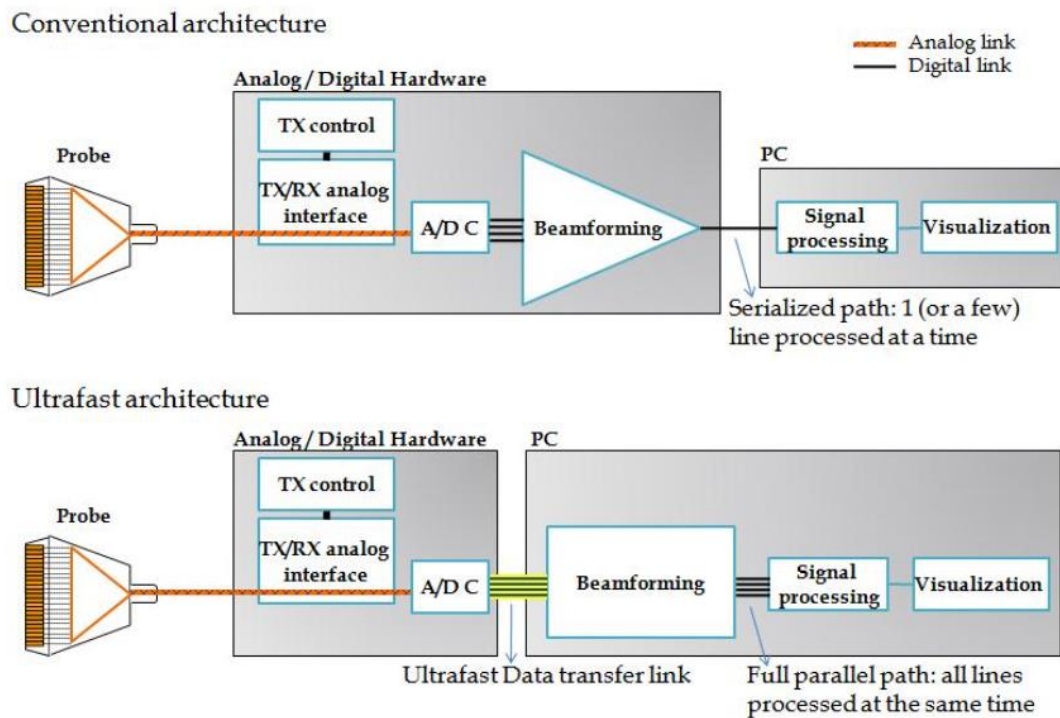 Conventional architecture
Analog link
Digital link
Analog / Digital Hardware
TX control
Probe
PC
TX/RX analog
interface
A/D C
Beamforming
Signal
processing
Visualization
Serialized path: 1 (or a few)
line processed at a time
Ultrafast architecture
Analog / Digital Hardware
PC
TX control
Probe
TX/RX analog
interface
A/D C
Beamforming
Signal
processing
Visualization
Ultrafast Data transfer link
Full parallel path: all lines
processed at the same time